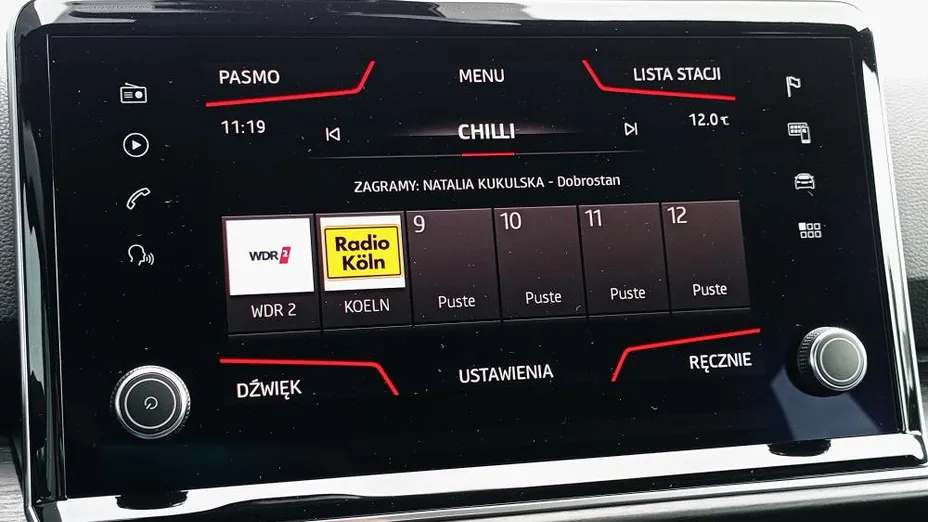 PASMO
MENU
LISTA STACJI
11:19
CHILLI
12.0℃
ZAGRAMY: NATALIA KUKULSKA - Dobrostan
WDR 2
Radio
Köln
9
10
11
12
WDR 2
KOELN
Puste
Puste
Puste
Puste
DŹWIĘK
USTAWIENIA
RĘCZNIE